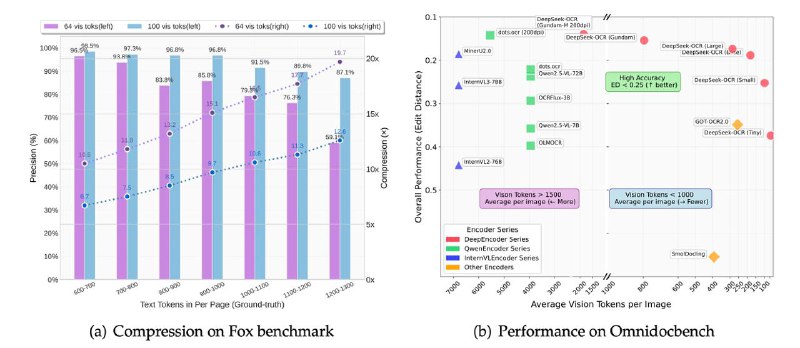 64 vis toks(left) 100 vis toks(left) 64 vis toks(right) 100 vis toks(right)
100%
90%
80%
70%
60%
50%
40%
30%
20%
10%
0%
Precision (%)
96.5% 98.5% 93.8% 97.3% 83.8% 96.8% 85.8% 96.8% 79.3% 91.5% 76.3% 89.8% 59.1% 87.1%
10.5 11.8 13.2 15.1 16.5 17.7 19.7
6.7 7.5 8.5 9.7 10.6 11.3 12.6
20x
15x
10x
5x
0x
Compression (×)
600-700 700-800 800-900 900-1000 1000-1100 1100-1200 1200-1300
Text Tokens in Per Page (Ground-truth)
(a) Compression on Fox benchmark
0.1
0.2
0.3
0.4
0.5
Overall Performance (Edit Distance)
DeepSeek-OCR
(Gundam-M 200dpi)
dots.ocr (200dpi)
DeepSeek-OCR (Gundam)
DeepSeek-OCR (Large)
MinerU2.0
dots.ocr
Qwen2.5-VL-72B
InternVL3-78B
High Accuracy
ED < 0.25 (↑ better)
DeepSeek-OCR (Small)
OCRFlux-3B
GOT-OCR2.0
Qwen2.5-VL-7B
DeepSeek-OCR (Tiny)
OLMOCR
InternVL2-76B
Vison Tokens > 1500
Average per image (← More)
Vision Tokens < 1000
Average per image (→ Fewer)
SmolDocling
Encoder Series
DeepEncoder Series
QwenEncoder Series
InternVLEncoder Series
Other Encoders
7000 6000 5000 4000 3000 2000 1500 1000 800 600 500 400 300 250 200 150 100
Average Vision Tokens per Image
(b) Performance on Omnidocbench